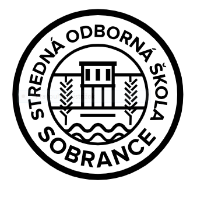 STREDNÁ ODBORNÁ ŠKOLA
SOBRANCE